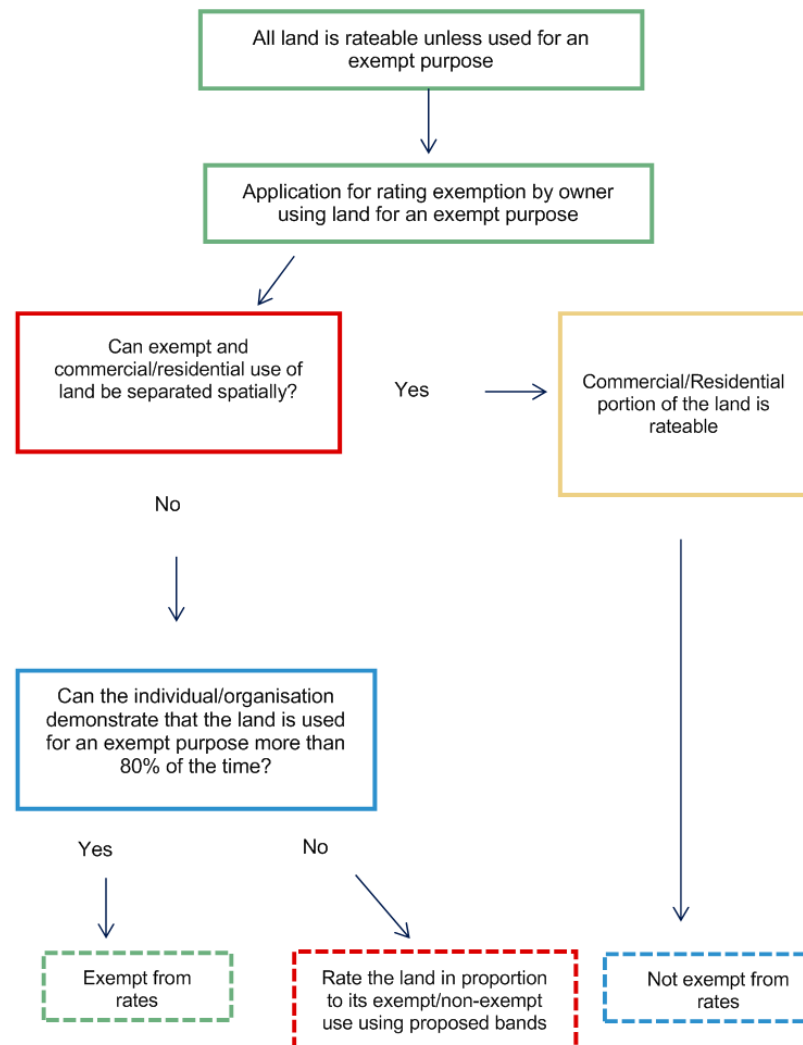 All land is rateable unless used for an
exempt purpose
Application for rating exemption by owner
using land for an exempt purpose
Can exempt and
commercial/residential use of
land be separated spatially?
Yes
Commercial/Residential
portion of the land is
rateable
No
Can the individual/organisation
demonstrate that the land is used
for an exempt purpose more than
80% of the time?
Yes
No
Exempt from
rates
Rate the land in proportion
to its exempt/non-exempt
use using proposed bands
Not exempt from
rates